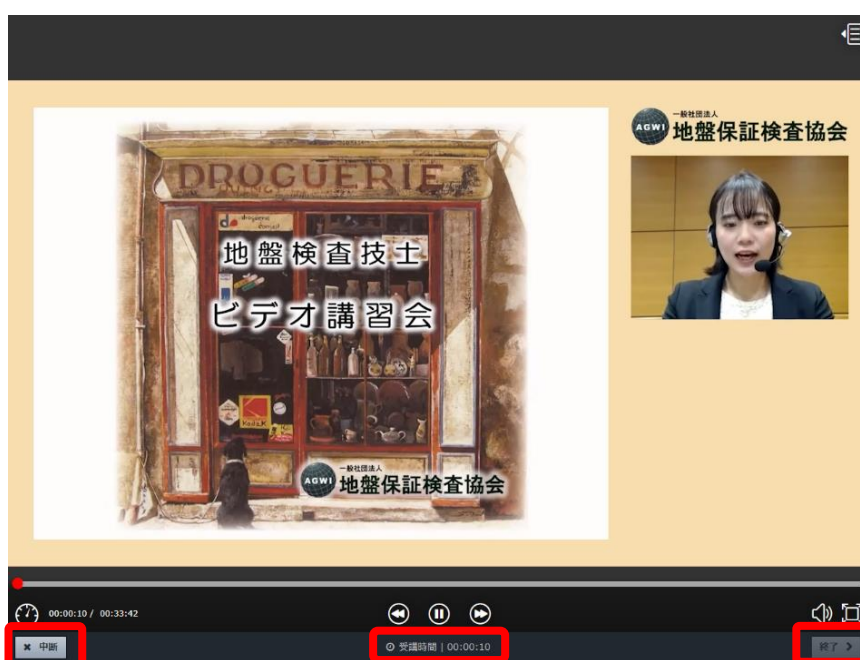 一般社団法人
AGWI 地盤保証検査協会
DROGUERIE
地盤検査技士
ビデオ講習会
Kodak
一般社団法人
AGWI 地盤保証検査協会
00:00:10 / 00:33:42
✖ 中断
受講時間 | 00:00:10
終了 >